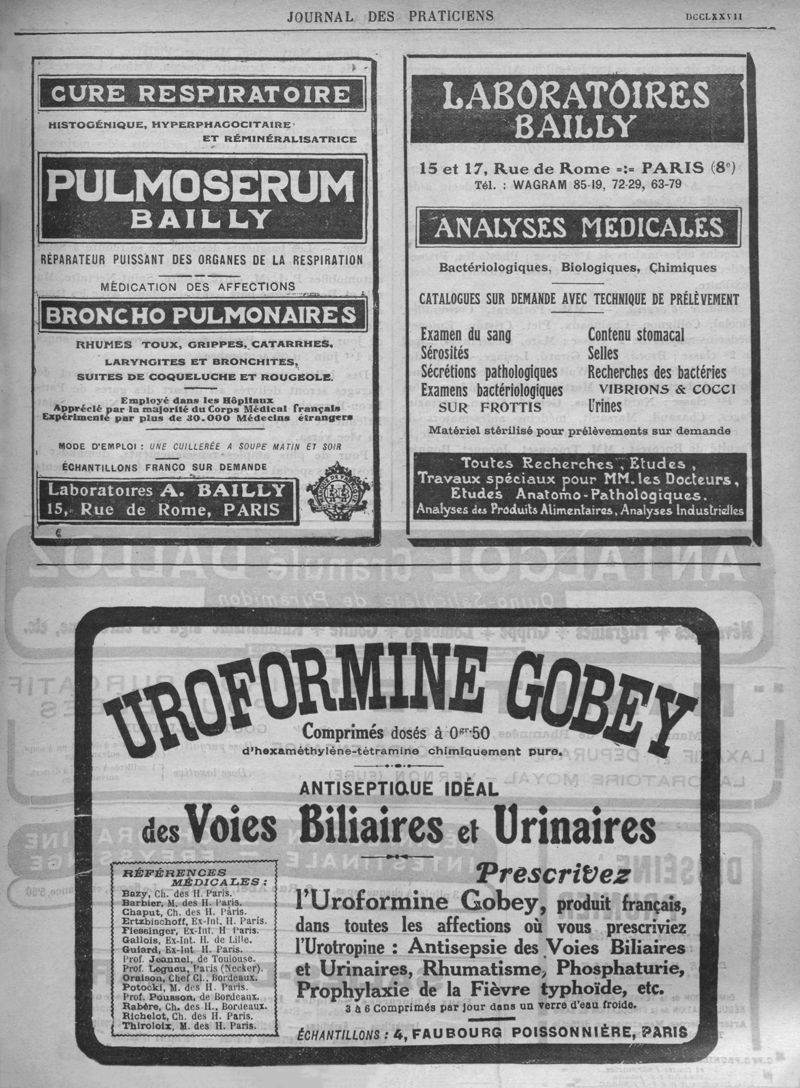 JOURNAL DES PRATICIENS
DCCLXXVII
CURE RESPIRATOIRE
HISTOGÉNIQUE, HYPERPHAGOCITAIRE
ET RÉMINÉRALISATRICE
PULMOSERUM
BAILLY
RÉPARATEUR PUISSANT DES ORGANES DE LA RESPIRATION
MÉDICATION DES AFFECTIONS
BRONCHO PULMONAIRES
RHUMES TOUX, GRIPPES, CATARRHES,
LARYNGITES ET BRONCHITES,
SUITES DE COQUELUCHE ET ROUGEOLE.
Employé dans les Hôpitaux
Apprécié par la majorité du Corps Médical français
Expérimenté par plus de 30.000 Médecins étrangers
MODE D'EMPLOI : UNE CUILLERÉE A SOUPE MATIN ET SOIR
ÉCHANTILLONS FRANCO SUR DEMANDE
Laboratoires A. BAILLY
15, Rue de Rome, PARIS
LABORATOIRES
BAILLY
15 et 17, Rue de Rome =:= PARIS (8e)
Tél. : WAGRAM 85-19, 72-29, 63-79
ANALYSES MEDICALES
Bactériologiques, Biologiques, Chimiques
CATALOGUES SUR DEMANDE AVEC TECHNIQUE DE PRÉLÈVEMENT
Examen du sang
Sérosités
Sécrétions pathologiques
Examens bactériologiques
SUR FROTTIS
Contenu stomacal
Selles
Recherches des bactéries
VIBRIONS & COCCI
Urines
Matériel stérilisé pour prélèvements sur demande
Toutes Recherches, Etudes,
Travaux spéciaux pour MM. les Docteurs,
Etudes Anatomo-Pathologiques.
Analyses des Produits Alimentaires, Analyses Industrielles
UROFORMINE GOBEY
Comprimés dosés à 0gr.50
d'hexaméthylène-tétramine chimiquement pure.
ANTISEPTIQUE IDÉAL
des Voies Biliaires et Urinaires
RÉFÉRENCES
MÉDICALES :
Bazy, Ch. des H. Paris.
Barbier, M. des H. Paris.
Chaput, Ch. des H. Paris.
Ertzbischoff, Ex-Int. H. Paris.
Fiessinger, Ex-Int. H Paris.
Gallois, Ex-Int. H. de Lille.
Guiard, Ex-Int H. Paris.
Prof. Jeannel, de Toulouse.
Prof. Legueu, Paris (Necker).
Oraison, Chef Cl., Bordeaux.
Potocki, M. des H. Paris.
Prof. Pousson, de Bordeaux.
Rabère, Ch. des H., Bordeaux.
Richelot, Ch. des H. Paris.
Thiroloix, M. des H. Paris.
Prescrivez
l'Uroformine Gobey, produit français,
dans toutes les affections où vous prescriviez
l'Urotropine : Antisepsie des Voies Biliaires
et Urinaires, Rhumatisme, Phosphaturie,
Prophylaxie de la Fièvre typhoïde, etc.
3 à 6 Comprimés par jour dans un verre d'eau froide.
ÉCHANTILLONS : 4, FAUBOURG POISSONNIÈRE, PARIS